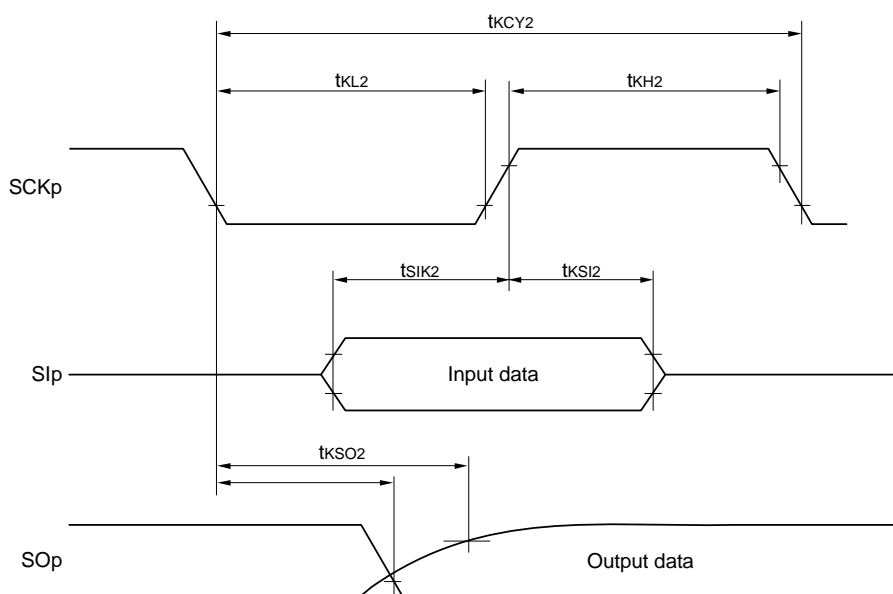 tKCY2
tKL2
tKH2
SCKp
tSIK2
tKSI2
SIp
Input data
tKSO2
SOp
Output data